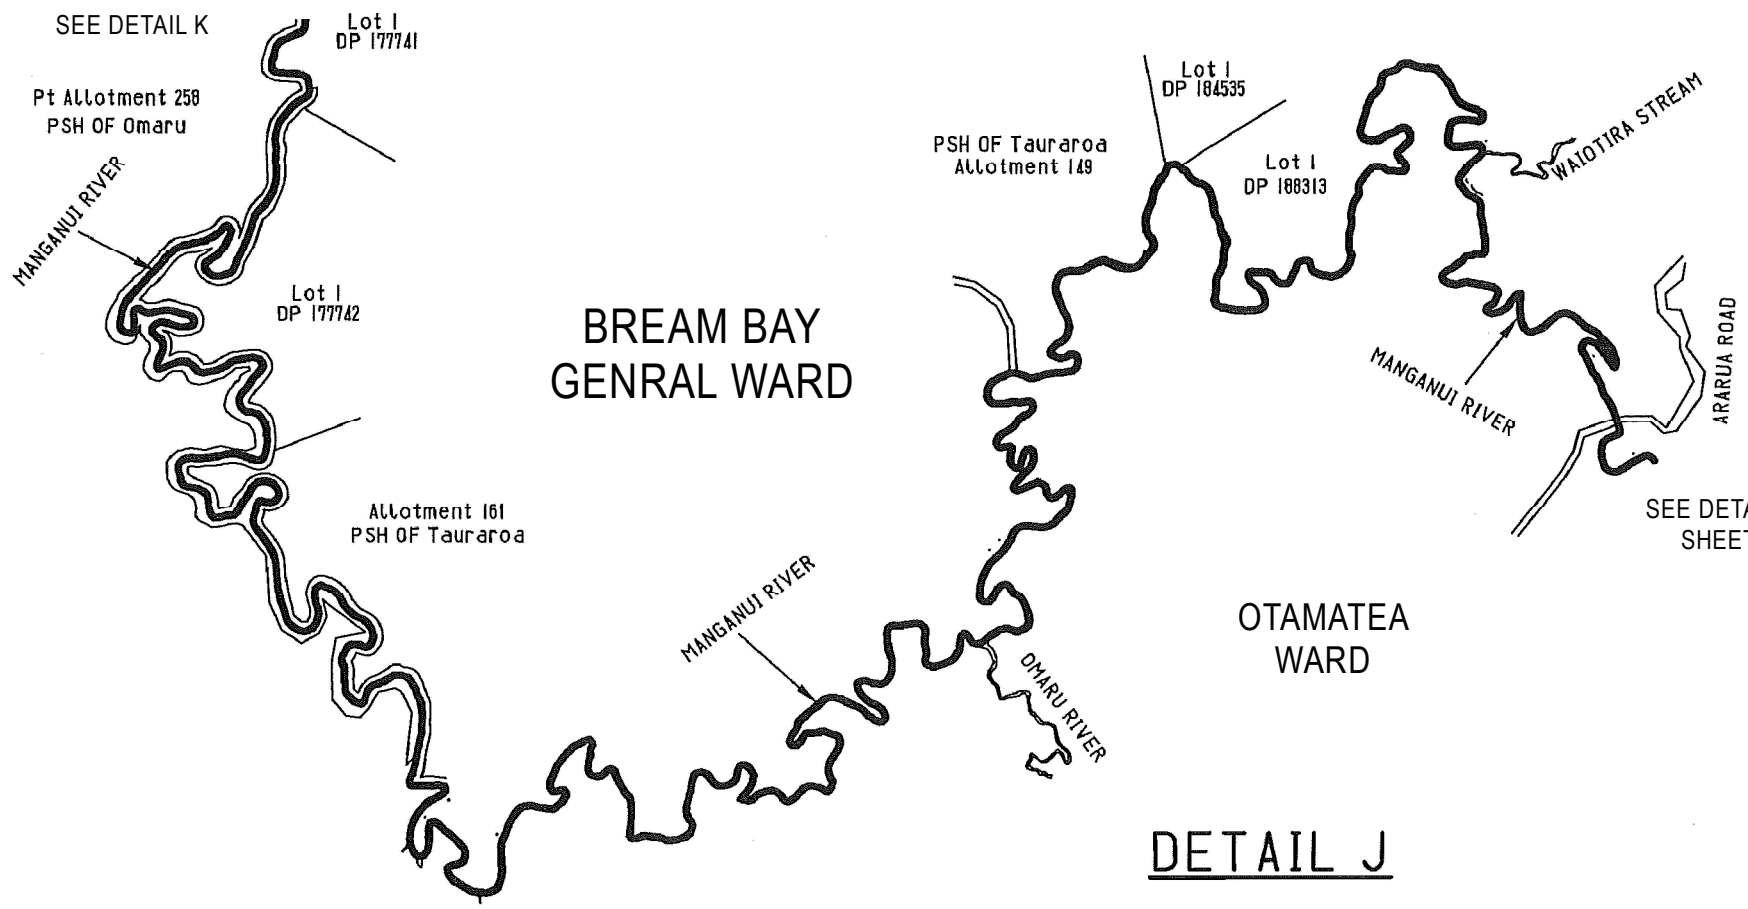 SEE DETAIL K
Lot 1
DP 177741
Pt Allotment 258
PSH OF Omaru
MANGANUI RIVER
Lot 1
DP 177742
Allotment 161
PSH OF Tauraroa
BREAM BAY
GENRAL WARD
MANGANUI RIVER
PSH OF Tauraroa
Allotment 149
Lot 1
DP 184535
Lot 1
DP 188313
WAIOTIRA STREAM
MANGANUI RIVER
ARARUA ROAD
SEE DETA
SHEET
OTAMATEA
WARD
OMARU RIVER
DETAIL J